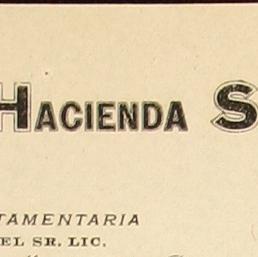 HACIENDA S
TAMENTARIA
EL SR. LIC.